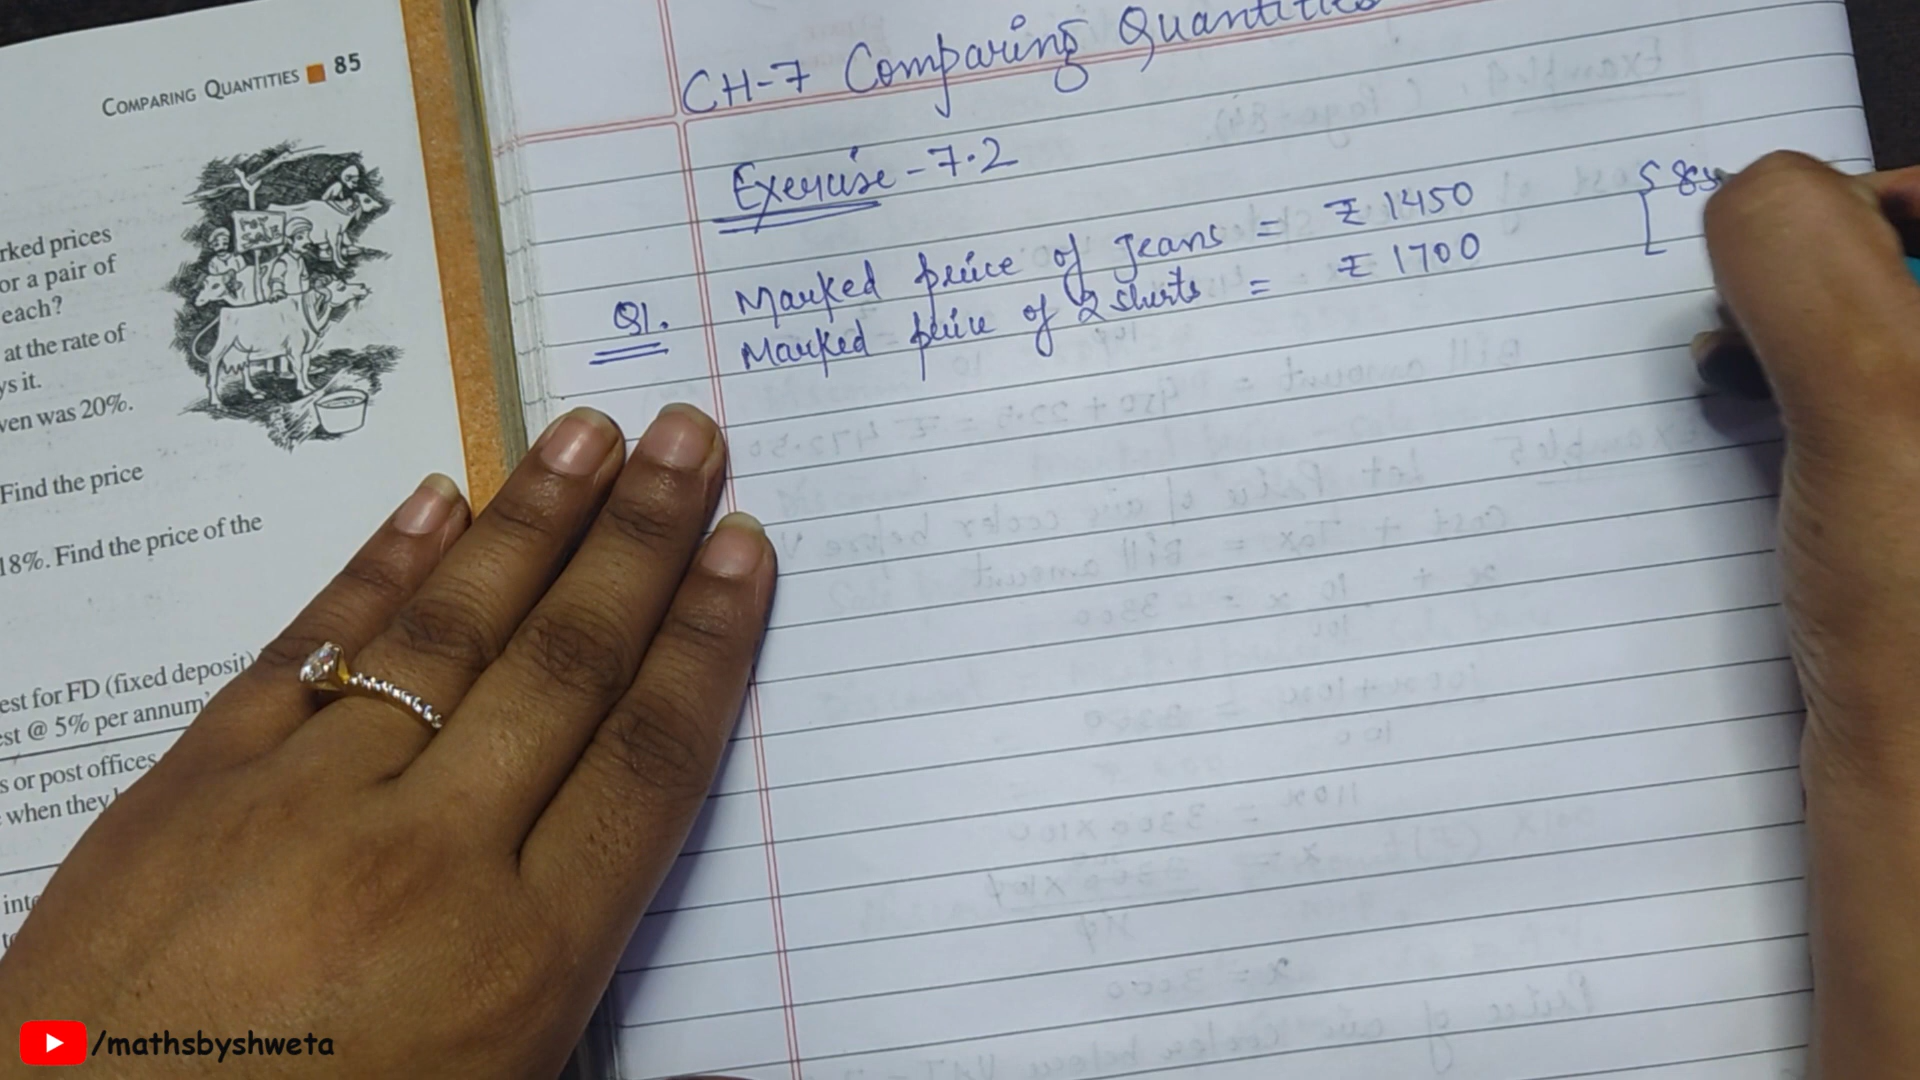 COMPARING QUANTITIES 85
For Sale
rked prices
or a pair of
each?
at the rate of
ys it.
ven was 20%.
Find the price
18%. Find the price of the
est for FD (fixed deposit)
st @ 5% per annum
s or post offices
when they
CH-7 Comparing Quantities
Exercise - 7.2
Q1. Marked price of Jeans = ₹ 1450
Marked price of 2 shirts = ₹ 1700
/mathsbyshweta